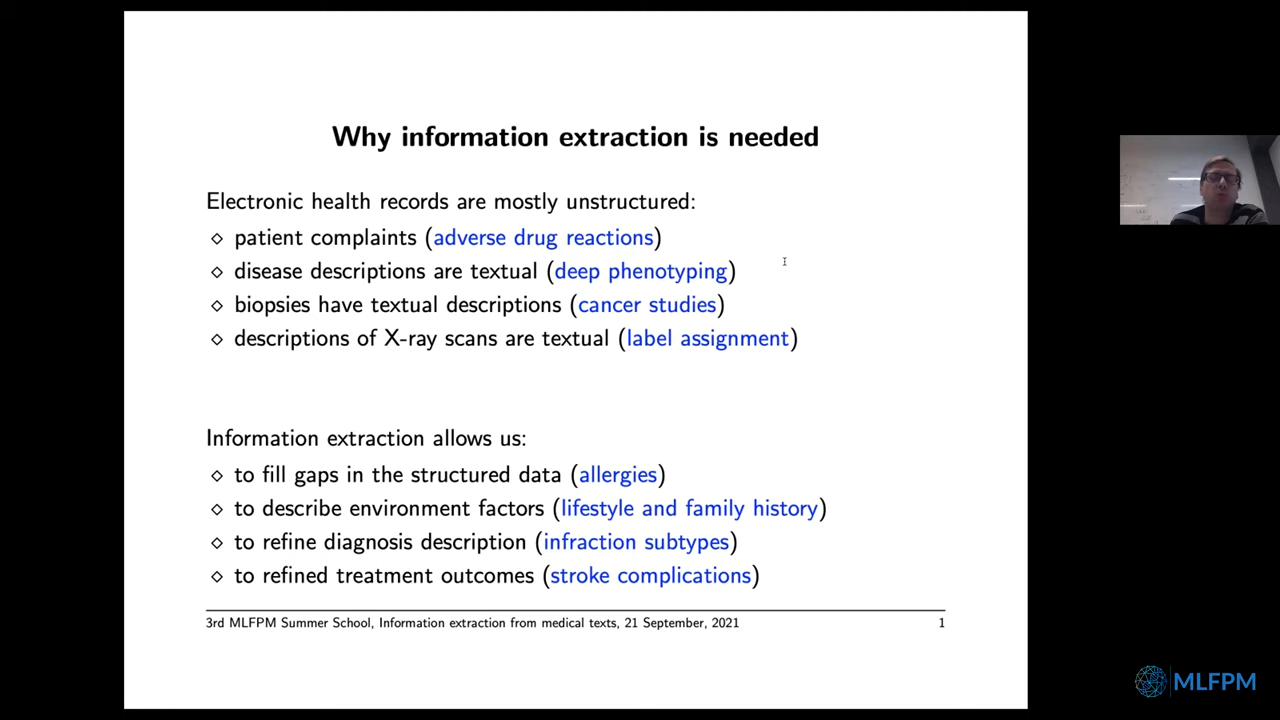 Why information extraction is needed
Electronic health records are mostly unstructured:
⋄ patient complaints (adverse drug reactions)
⋄ disease descriptions are textual (deep phenotyping)
⋄ biopsies have textual descriptions (cancer studies)
⋄ descriptions of X-ray scans are textual (label assignment)
Information extraction allows us:
⋄ to fill gaps in the structured data (allergies)
⋄ to describe environment factors (lifestyle and family history)
⋄ to refine diagnosis description (infraction subtypes)
⋄ to refined treatment outcomes (stroke complications)
3rd MLFPM Summer School, Information extraction from medical texts, 21 September, 2021 1
MLFPM